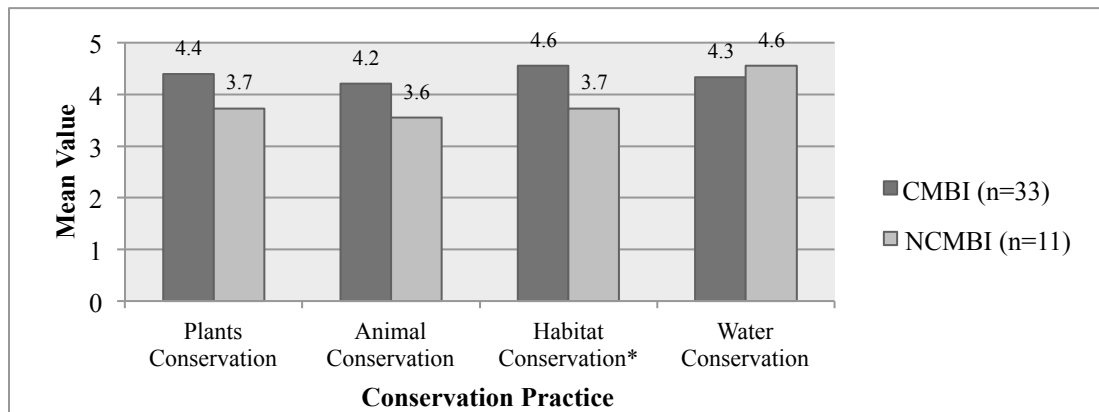 Mean Value
5
4
3
2
1
0
4.4
3.7
4.2
3.6
4.6
3.7
4.3
4.6
Plants
Conservation
Animal
Conservation
Habitat
Conservation*
Water
Conservation
Conservation Practice
CMBI (n=33)
NCMBI (n=11)